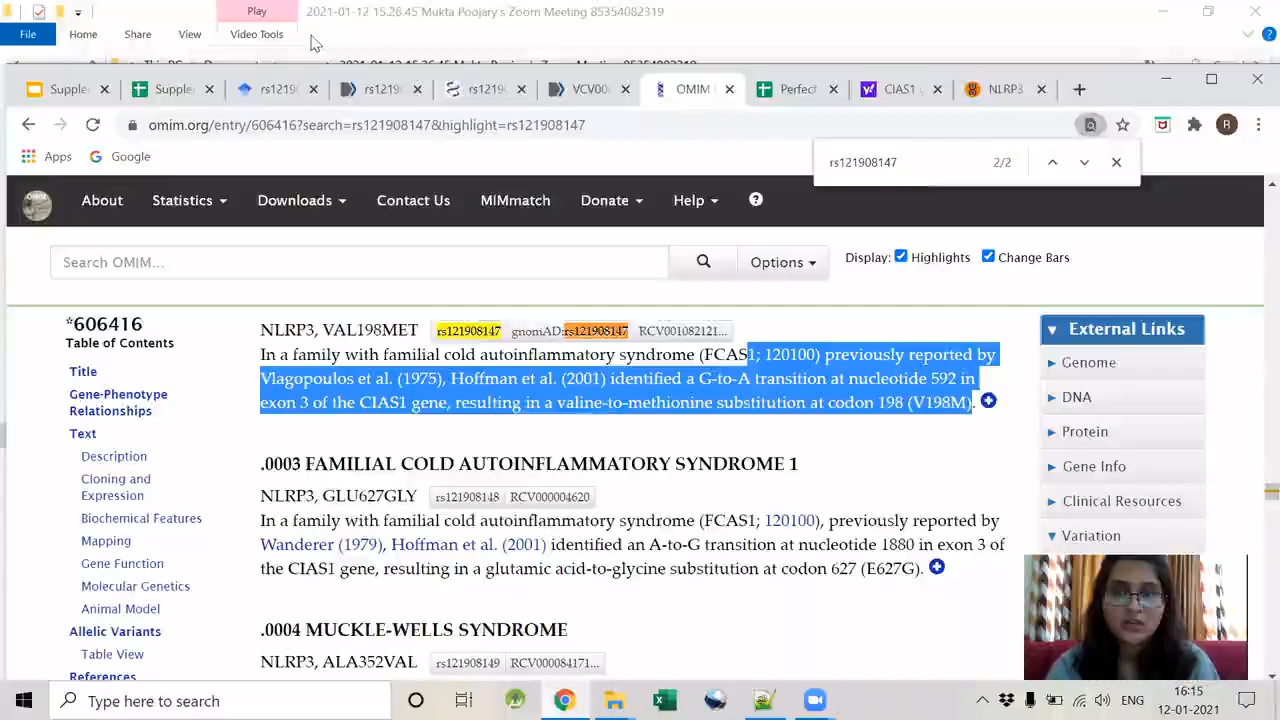 Play
2021-01-12 15.26.45 Mukta Poojary's Zoom Meeting 85354082319
File
Home
Share
View
Video Tools
Supple
Supple
rs1219
rs1219
rs1219
VCV00
OMIM
Perfect
CIAS1
NLRP3
omim.org/entry/606416?search=rs121908147&highlight=rs121908147
R
Apps
Google
rs121908147
2/2
About
Statistics
Downloads
Contact Us
MIMmatch
Donate
Help
Search OMIM...
Options
Display:
Highlights
Change Bars
*606416
Table of Contents
Title
Gene-Phenotype
Relationships
Text
Description
Cloning and
Expression
Biochemical Features
Mapping
Gene Function
Molecular Genetics
Animal Model
Allelic Variants
Table View
References
NLRP3, VAL198MET rs121908147 gnomAD:rs121908147 RCV001082121...
In a family with familial cold autoinflammatory syndrome (FCAS1; 120100) previously reported by
Vlagopoulos et al. (1975), Hoffman et al. (2001) identified a G-to-A transition at nucleotide 592 in
exon 3 of the CIAS1 gene, resulting in a valine-to-methionine substitution at codon 198 (V198M).
.0003 FAMILIAL COLD AUTOINFLAMMATORY SYNDROME 1
NLRP3, GLU627GLY rs121908148 RCV000004620
In a family with familial cold autoinflammatory syndrome (FCAS1; 120100), previously reported by
Wanderer (1979), Hoffman et al. (2001) identified an A-to-G transition at nucleotide 1880 in exon 3 of
the CIAS1 gene, resulting in a glutamic acid-to-glycine substitution at codon 627 (E627G).
.0004 MUCKLE-WELLS SYNDROME
NLRP3, ALA352VAL rs121908149 RCV000084171...
External Links
Genome
DNA
Protein
Gene Info
Clinical Resources
Variation
Type here to search
ENG
16:15
12-01-2021